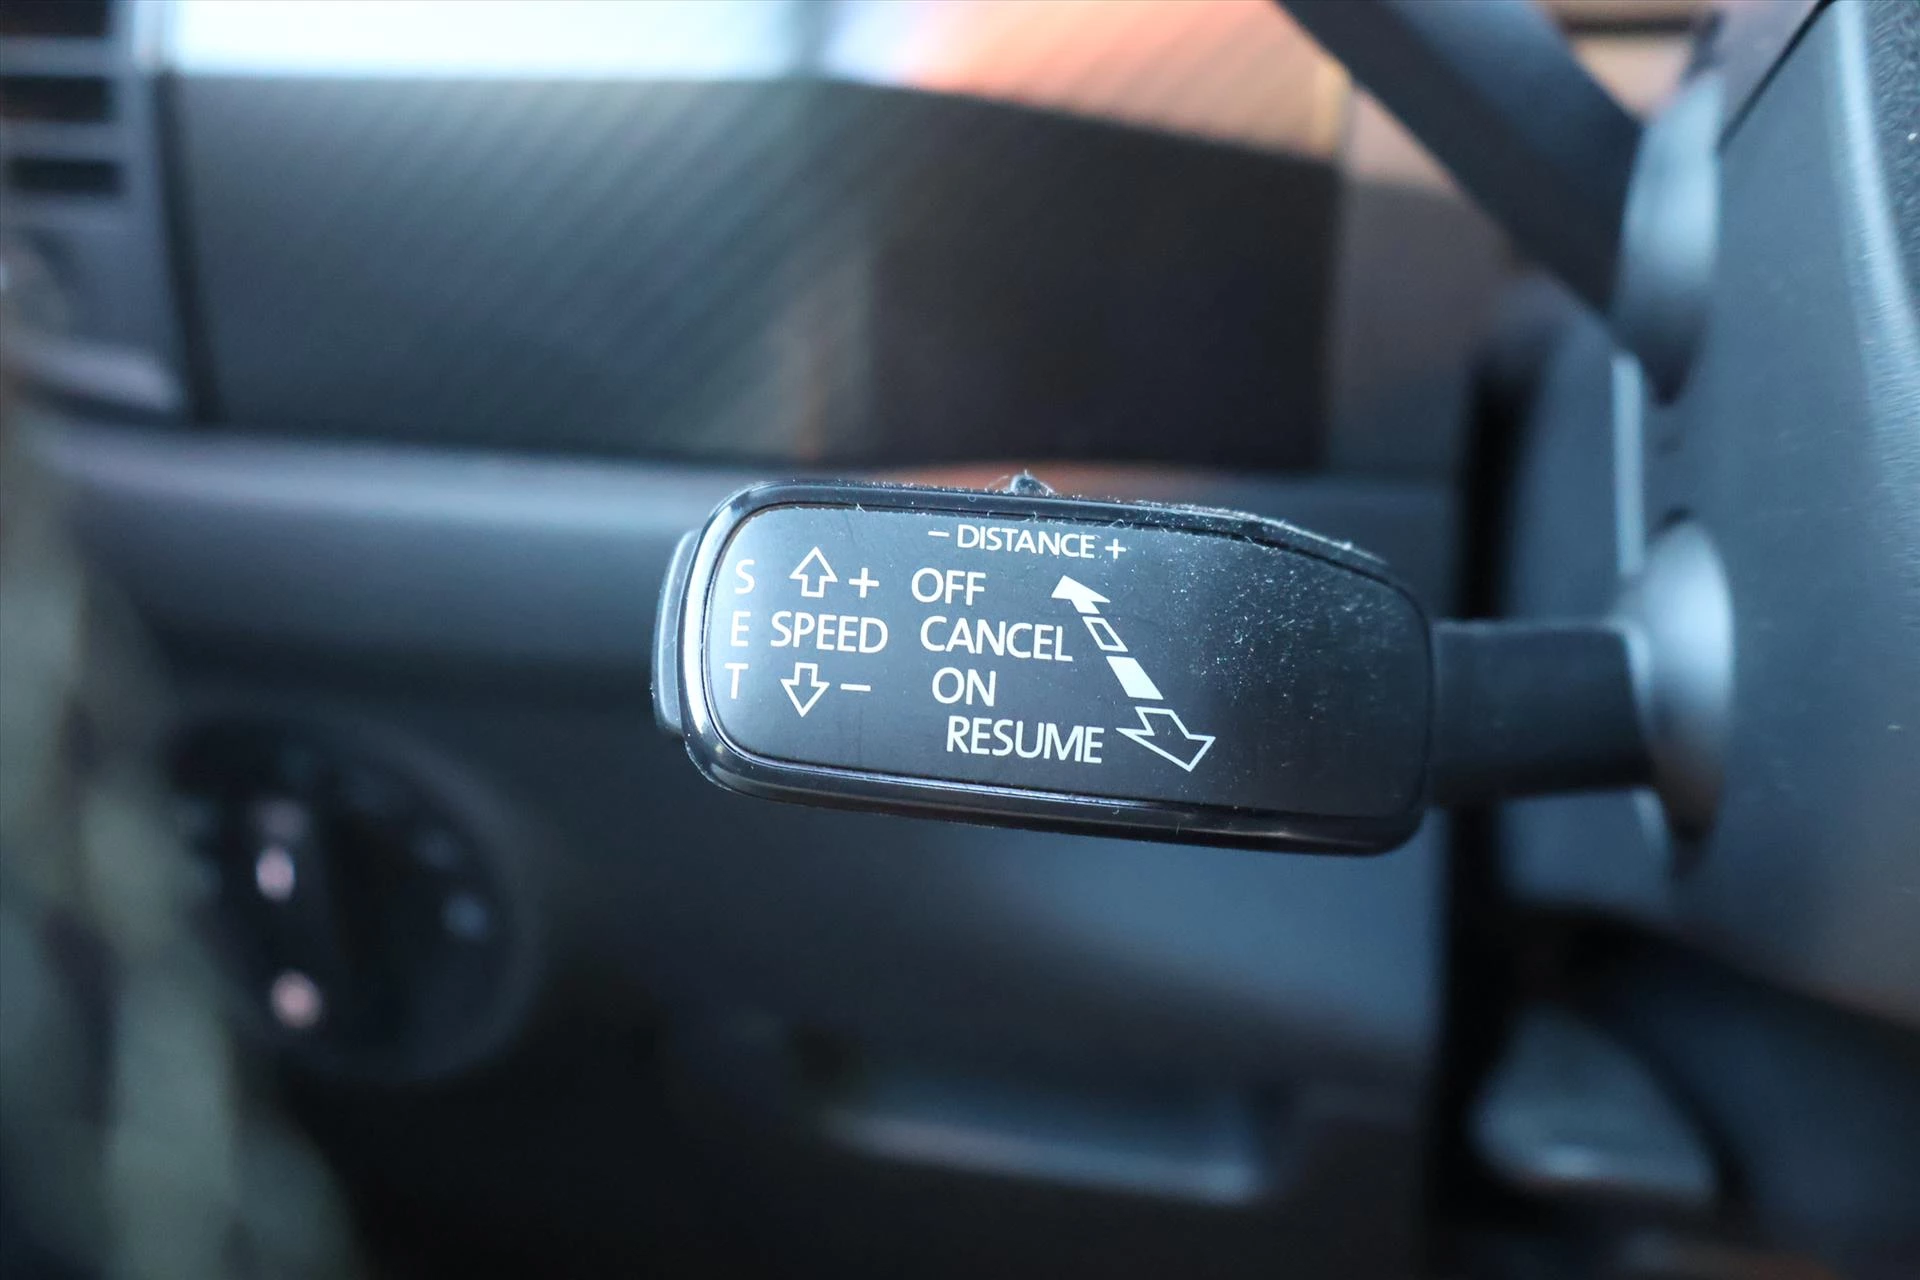 - DISTANCE +
S + OFF
E SPEED CANCEL
T - ON
RESUME